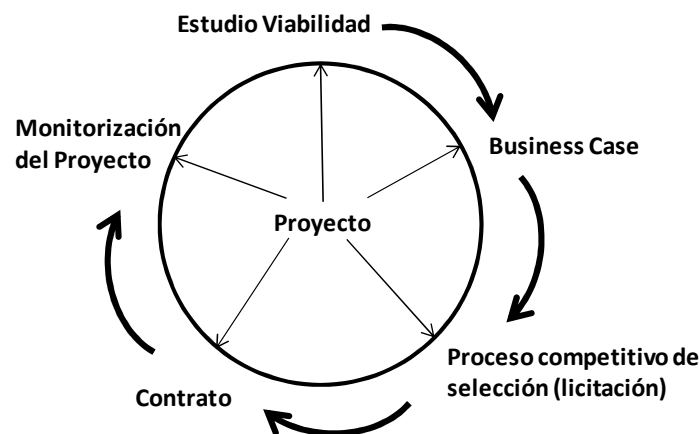 Estudio Viabilidad
Monitorización
del Proyecto
Business Case
Proyecto
Proceso competitivo de
selección (licitación)
Contrato